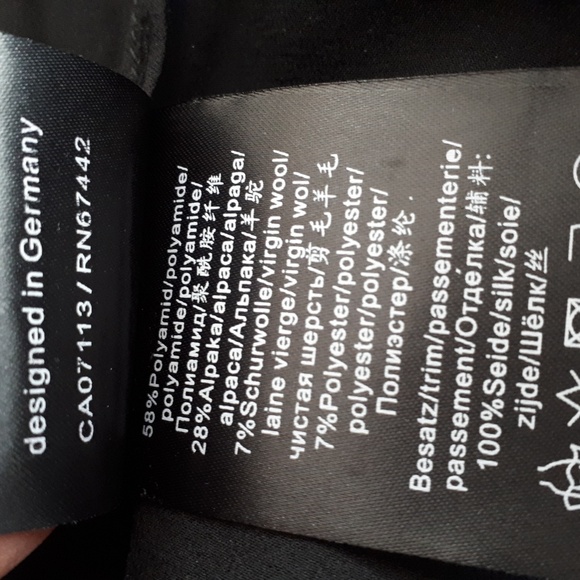 designed in Germany
CA07113/RN67442
58%Polyamid/polyamide/
polyamide/polyamide/
Полиамид/聚酰胺纤维
28%Alpaka/alpaca/alpaga/
alpaca/Альпака/羊驼
7%Schurwolle/virgin wool/
laine vierge/virgin wol/
чистая шерсть/剪毛羊毛
7%Polyester/polyester/
polyester/polyester/
Полиэстер/涤纶.
Besatz/trim/passementerie/
passement/Отде́лка/辅料:
100%Seide/silk/soie/
zijde/Шёлк/丝